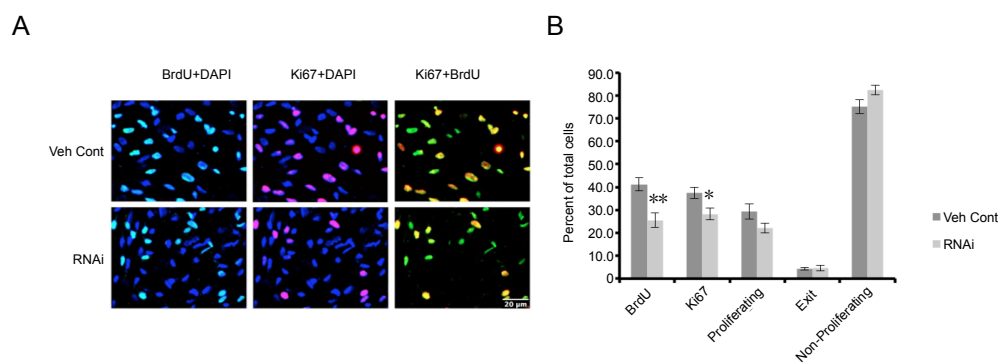 A
BrdU+DAPI Ki67+DAPI Ki67+BrdU
Veh Cont
RNAi
20 µm
B
Percent of total cells
90.0
80.0
70.0
60.0
50.0
40.0
30.0
20.0
10.0
0.0
**
*
BrdU
Ki67
Proliferating
Exit
Non-Proliferating
Veh Cont
RNAi